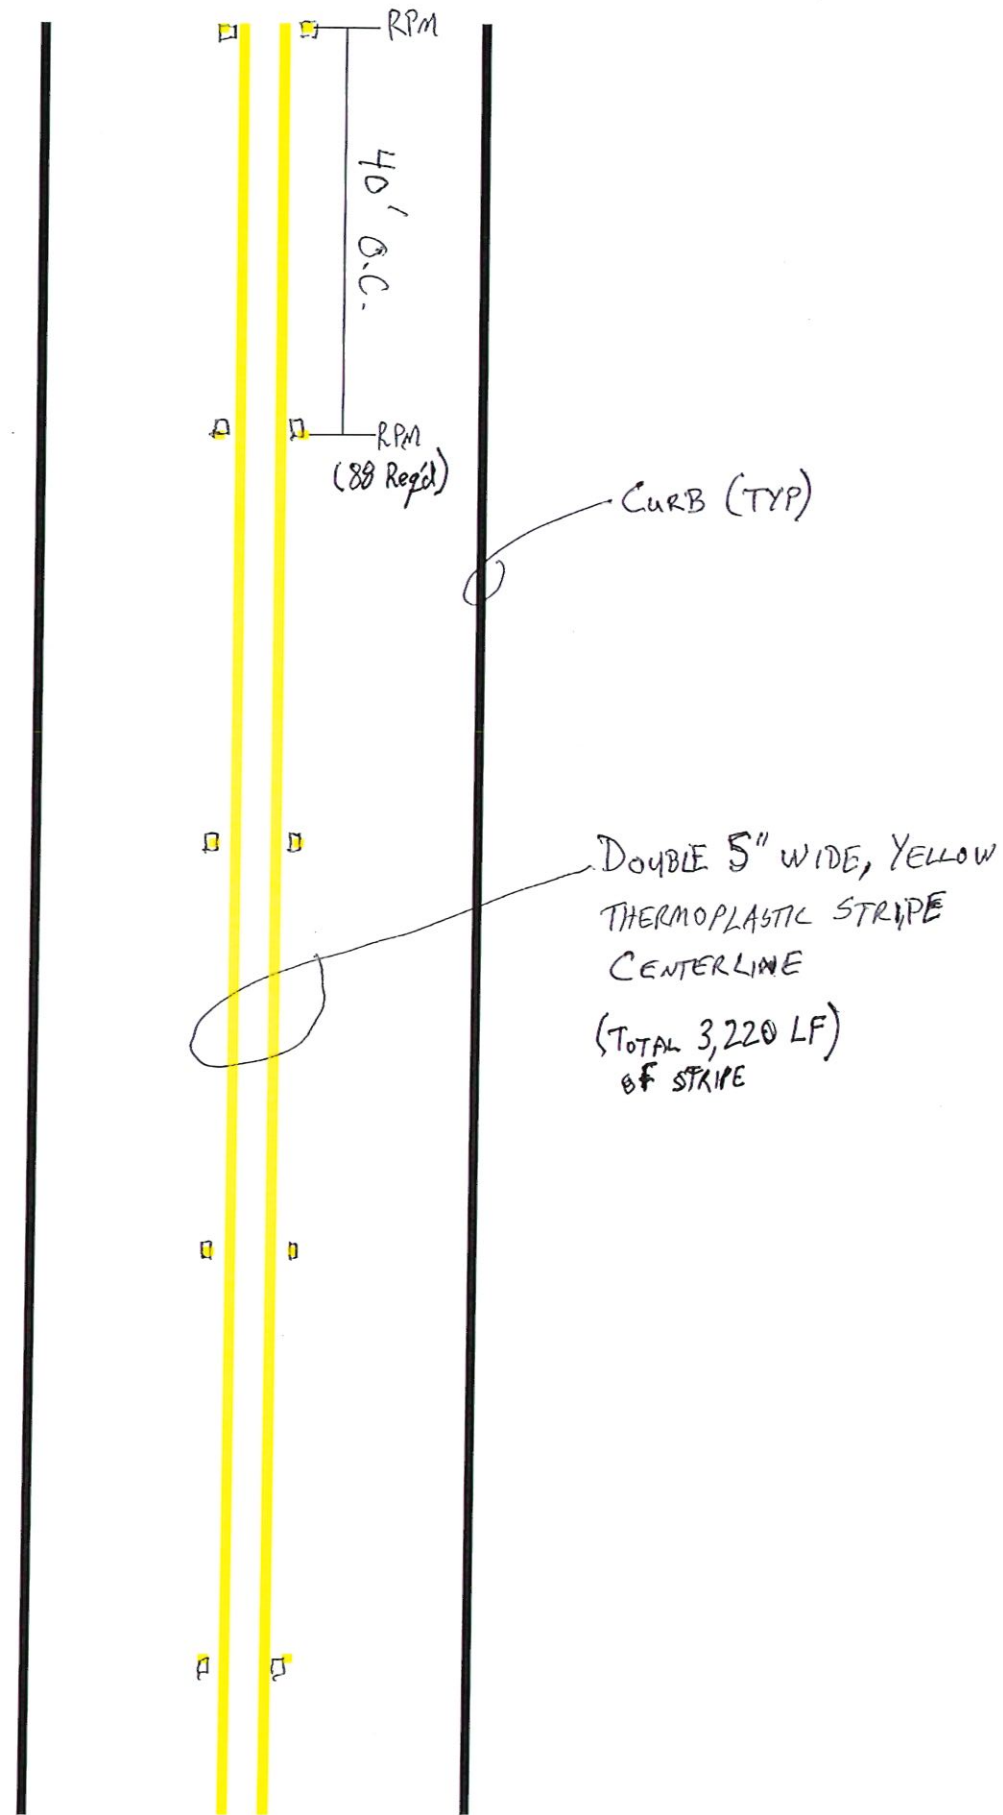 RPM
40' O.C.
RPM
(88 Req'd)
CURB (TYP)
DOUBLE 5" WIDE, YELLOW
THERMOPLASTIC STRIPE
CENTERLINE
(TOTAL 3,220 LF)
OF STRIPE